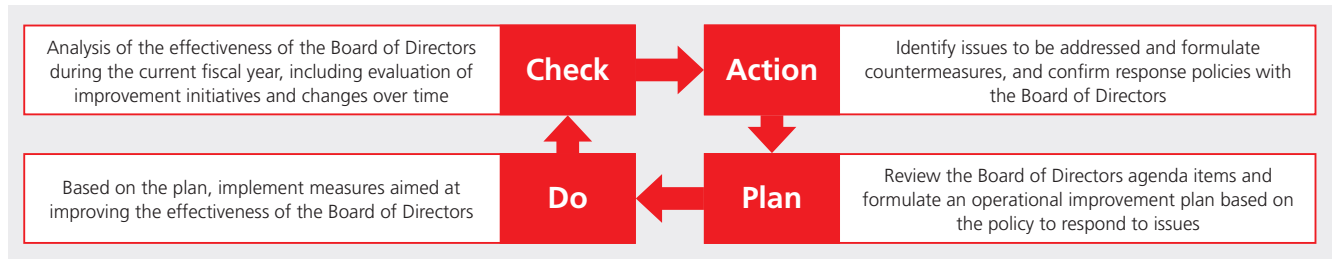 Analysis of the effectiveness of the Board of Directors
during the current fiscal year, including evaluation of
improvement initiatives and changes over time
Check
Action
Identify issues to be addressed and formulate
countermeasures, and confirm response policies with
the Board of Directors
Based on the plan, implement measures aimed at
improving the effectiveness of the Board of Directors
Do
Plan
Review the Board of Directors agenda items and
formulate an operational improvement plan based on
the policy to respond to issues